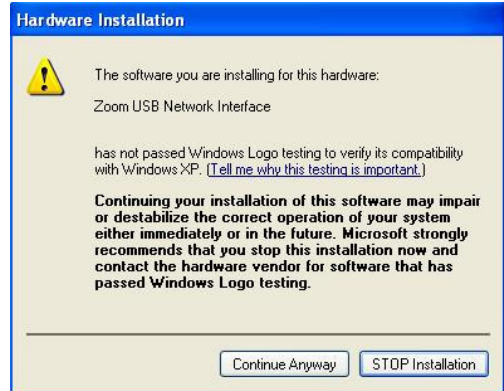 Hardware Installation
The software you are installing for this hardware:
Zoom USB Network Interface
has not passed Windows Logo testing to verify its compatibility
with Windows XP. (Tell me why this testing is important.)
Continuing your installation of this software may impair
or destabilize the correct operation of your system
either immediately or in the future. Microsoft strongly
recommends that you stop this installation now and
contact the hardware vendor for software that has
passed Windows Logo testing.
Continue Anyway
STOP Installation